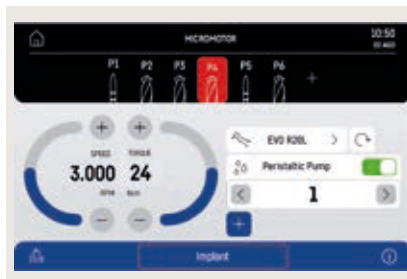 MICROMOTOR
10:50
P1 P2 P3 P4 P5 P6 +
SPEED TORQUE
3.000 24
RPM Ncm
EVO R20L
Peristaltic Pump
1
Implant